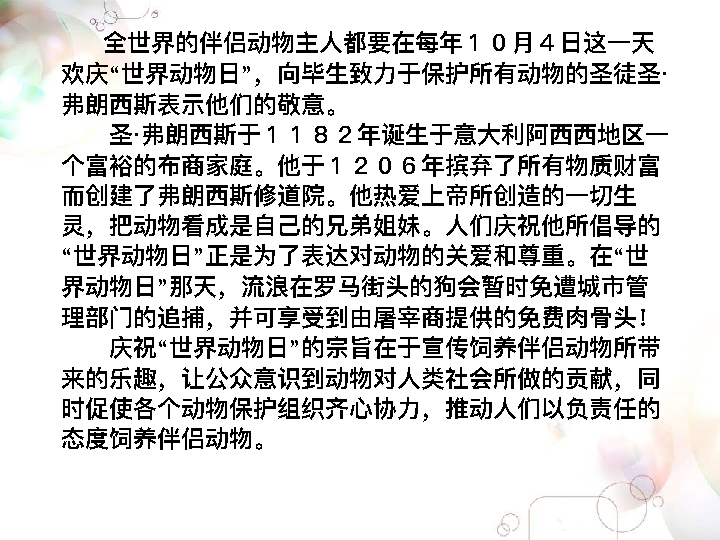 全世界的伴侣动物主人都要在每年１０月４日这一天
欢庆“世界动物日”，向毕生致力于保护所有动物的圣徒圣·
弗朗西斯表示他们的敬意。
圣·弗朗西斯于１１８２年诞生于意大利阿西西地区一
个富裕的布商家庭。他于１２０６年摈弃了所有物质财富
而创建了弗朗西斯修道院。他热爱上帝所创造的一切生
灵，把动物看成是自己的兄弟姐妹。人们庆祝他所倡导的
“世界动物日”正是为了表达对动物的关爱和尊重。在“世
界动物日”那天，流浪在罗马街头的狗会暂时免遭城市管
理部门的追捕，并可享受到由屠宰商提供的免费肉骨头！
庆祝“世界动物日”的宗旨在于宣传饲养伴侣动物所带
来的乐趣，让公众意识到动物对人类社会所做的贡献，同
时促使各个动物保护组织齐心协力，推动人们以负责任的
态度饲养伴侣动物。